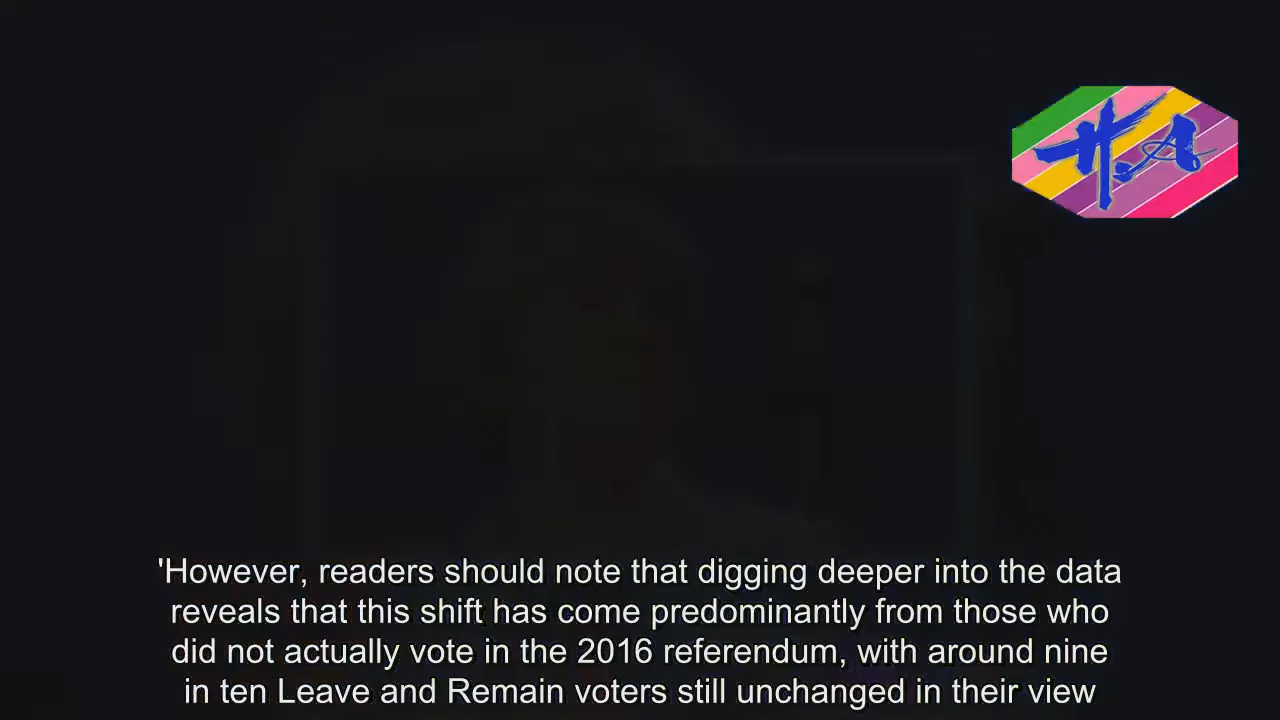 H.A
'However, readers should note that digging deeper into the data
reveals that this shift has come predominantly from those who
did not actually vote in the 2016 referendum, with around nine
in ten Leave and Remain voters still unchanged in their view